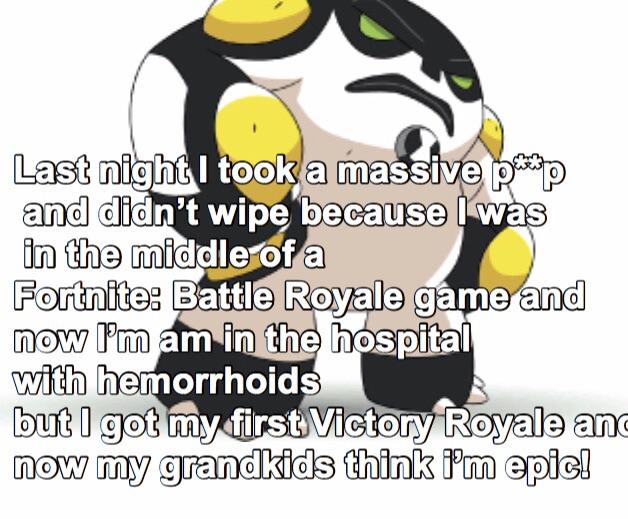 Last night I took a massive p**p
and didn't wipe because I was
in the middle of a
Fortnite: Battle Royale game and
now I'm am in the hospital
with hemorrhoids
but I got my first Victory Royale and
now my grandkids think i'm epic!